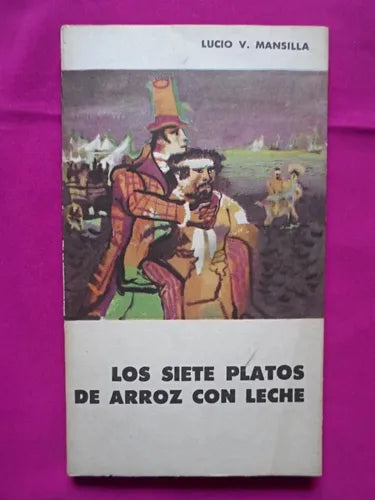 LUCIO V. MANSILLA
LOS SIETE PLATOS
DE ARROZ CON LECHE